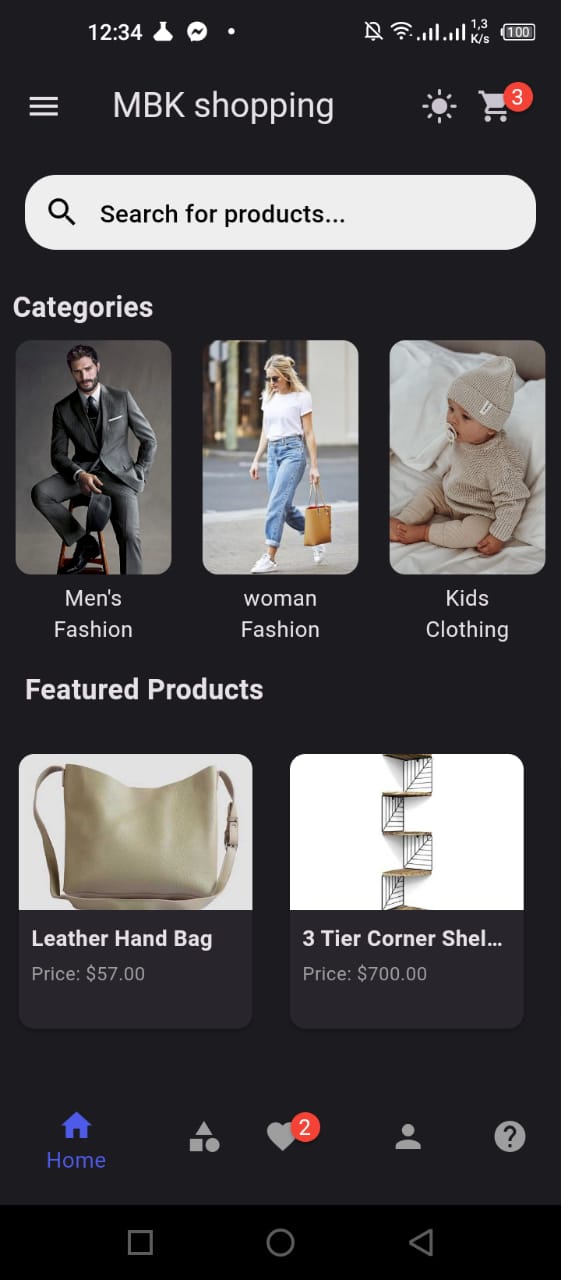 12:34
1,3
K/s
100
MBK shopping
3
Search for products...
Categories
Men's
Fashion
woman
Fashion
Kids
Clothing
Featured Products
Leather Hand Bag
Price: $57.00
3 Tier Corner Shel...
Price: $700.00
2
Home